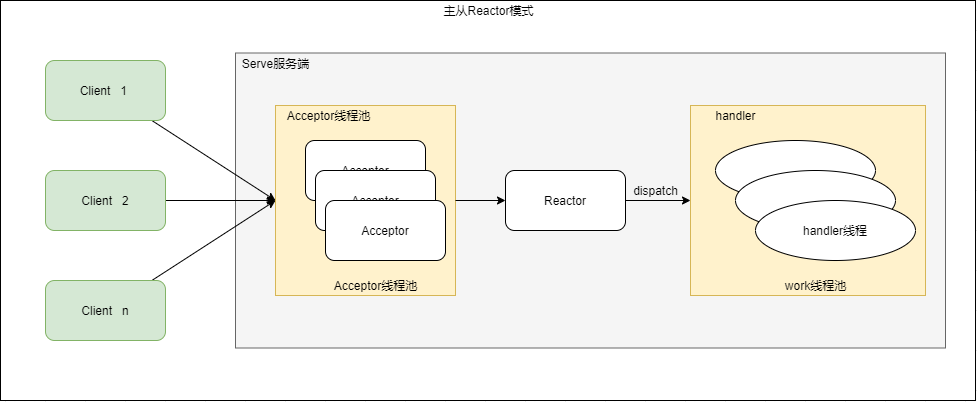 主从Reactor模式
Serve服务端
Client 1
Client 2
Client n
Acceptor线程池
Acceptor
Acceptor
Acceptor
Acceptor线程池
Reactor
dispatch
handler
handler线程
work线程池